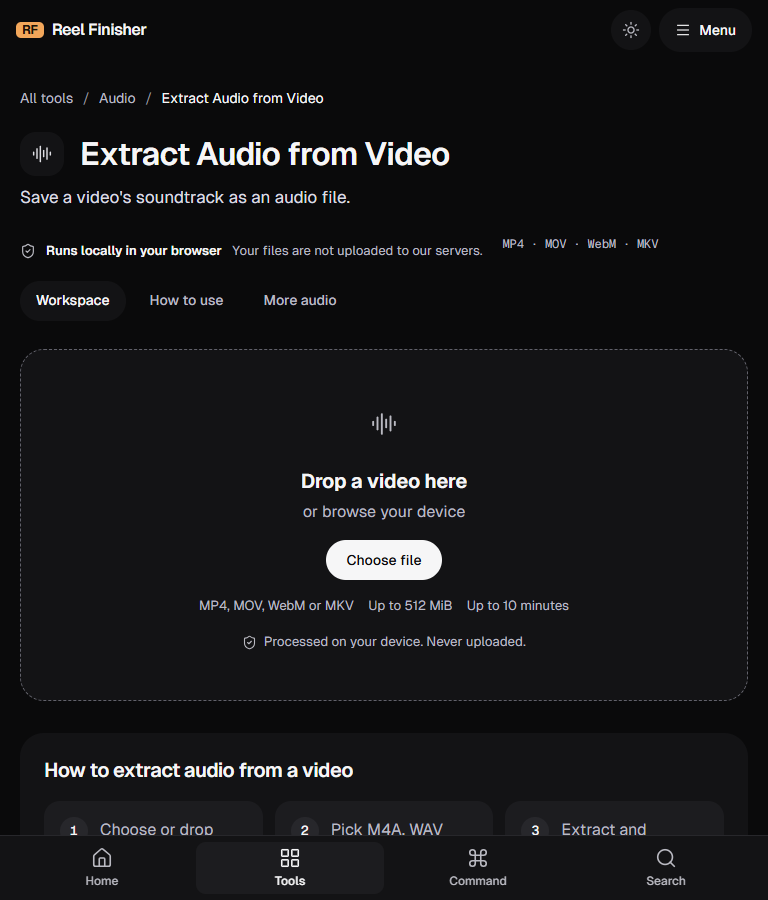 RF Reel Finisher
Menu
All tools / Audio / Extract Audio from Video
Extract Audio from Video
Save a video's soundtrack as an audio file.
Runs locally in your browser Your files are not uploaded to our servers. MP4 · MOV · WebM · MKV
Workspace How to use More audio
Drop a video here
or browse your device
Choose file
MP4, MOV, WebM or MKV Up to 512 MiB Up to 10 minutes
Processed on your device. Never uploaded.
How to extract audio from a video
1 Choose or drop 2 Pick M4A, WAV 3 Extract and
Home Tools Command Search